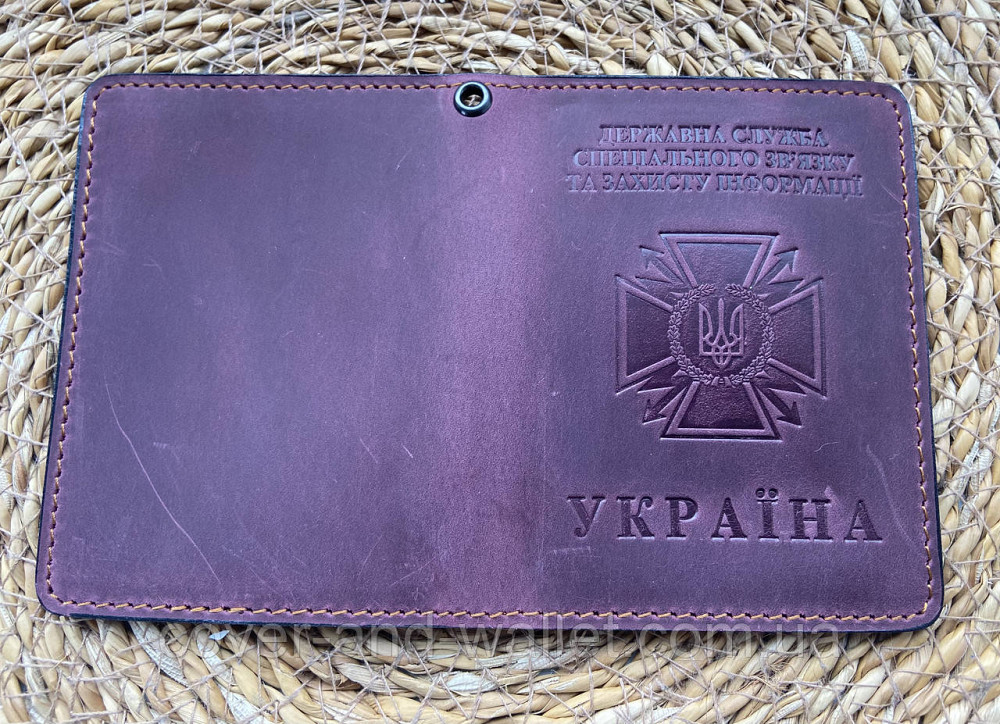 ДЕРЖАВНА СЛУЖБА
СПЕЦІАЛЬНОГО ЗВ'ЯЗКУ
ТА ЗАХИСТУ ІНФОРМАЦІЇ
УКРАЇНА
cover-and-wallet.com.ua